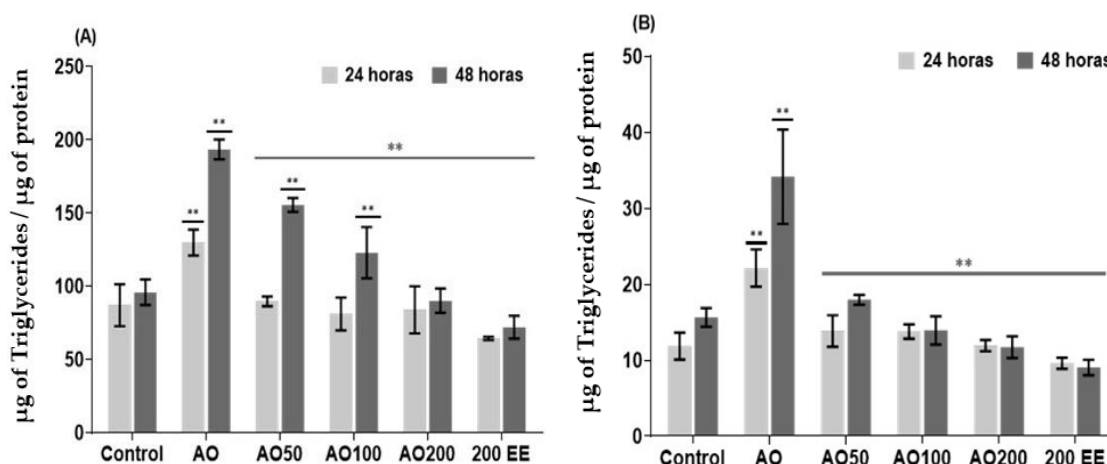 (A)
µg of Triglycerides / µg of protein
250
200
150
100
50
0
24 horas
48 horas
**
**
**
**
**
Control
AO
AO50
AO100
AO200
200 EE
(B)
µg of Triglycerides / µg of protein
50
40
30
20
10
0
24 horas
48 horas
**
**
**
Control
AO
AO50
AO100
AO200
200 EE